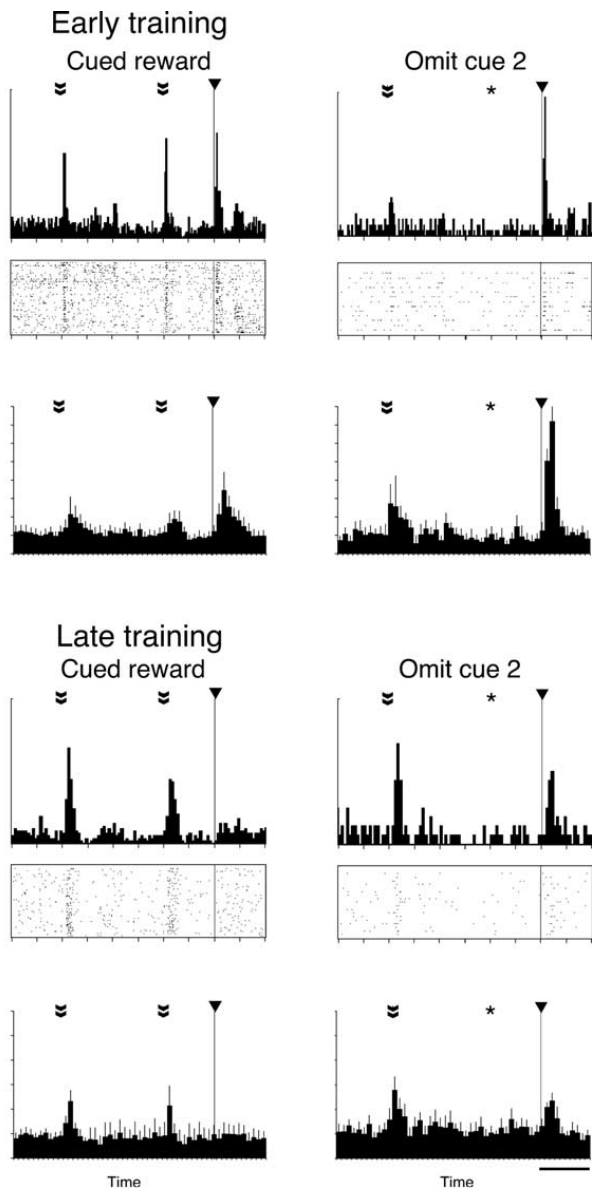 Early training
Cued reward
Omit cue 2
*
*
Late training
Cued reward
Omit cue 2
*
*
Time
Time